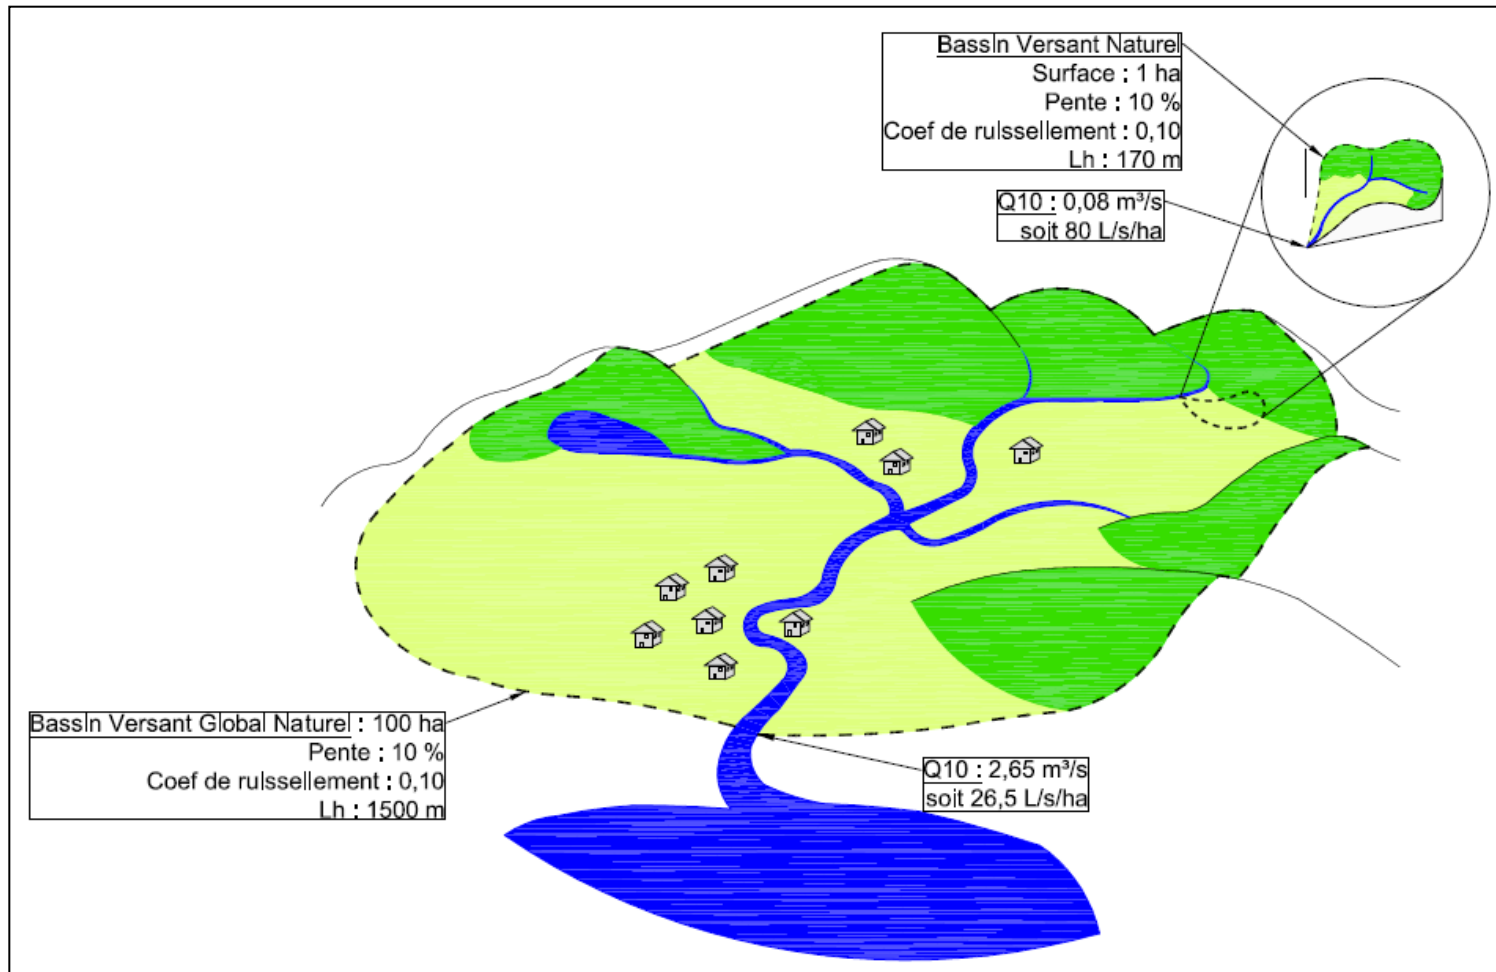 Bassin Versant Naturel
Surface : 1 ha
Pente : 10 %
Coef de ruissellement : 0,10
Lh : 170 m
Q10 : 0,08 m³/s
soit 80 L/s/ha
Bassin Versant Global Naturel : 100 ha
Pente : 10 %
Coef de ruissellement : 0,10
Lh : 1500 m
Q10 : 2,65 m³/s
soit 26,5 L/s/ha